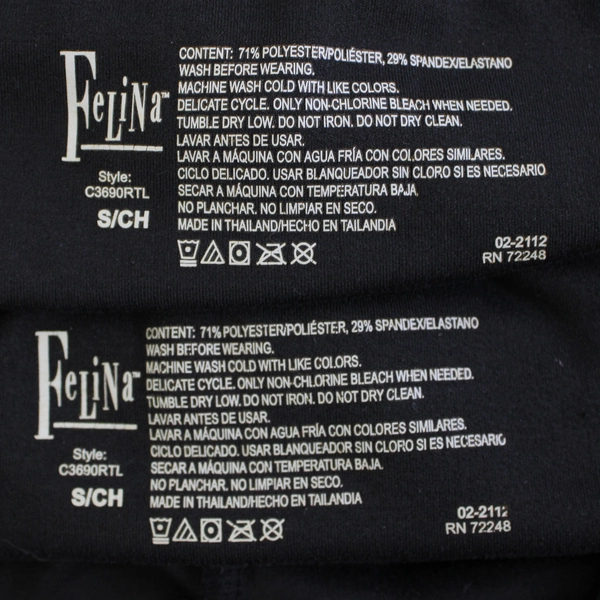 FELiNa™
Style:
C3690RTL
S/CH
CONTENT: 71% POLYESTER/POLIÉSTER, 29% SPANDEX/ELASTANO
WASH BEFORE WEARING.
MACHINE WASH COLD WITH LIKE COLORS.
DELICATE CYCLE. ONLY NON-CHLORINE BLEACH WHEN NEEDED.
TUMBLE DRY LOW. DO NOT IRON. DO NOT DRY CLEAN.
LAVAR ANTES DE USAR.
LAVAR A MÁQUINA CON AGUA FRÍA CON COLORES SIMILARES.
CICLO DELICADO. USAR BLANQUEADOR SIN CLORO SI ES NECESARIO
SECAR A MÁQUINA CON TEMPERATURA BAJA.
NO PLANCHAR. NO LIMPIAR EN SECO.
MADE IN THAILAND/HECHO EN TAILANDIA
02-2112
RN 72248
FELiNa™
Style:
C3690RTL
S/CH
CONTENT: 71% POLYESTER/POLIÉSTER, 29% SPANDEX/ELASTANO
WASH BEFORE WEARING.
MACHINE WASH COLD WITH LIKE COLORS.
DELICATE CYCLE. ONLY NON-CHLORINE BLEACH WHEN NEEDED.
TUMBLE DRY LOW. DO NOT IRON. DO NOT DRY CLEAN.
LAVAR ANTES DE USAR.
LAVAR A MÁQUINA CON AGUA FRÍA CON COLORES SIMILARES.
CICLO DELICADO. USAR BLANQUEADOR SIN CLORO SI ES NECESARIO
SECAR A MÁQUINA CON TEMPERATURA BAJA.
NO PLANCHAR. NO LIMPIAR EN SECO.
MADE IN THAILAND/HECHO EN TAILANDIA
02-2112
RN 72248